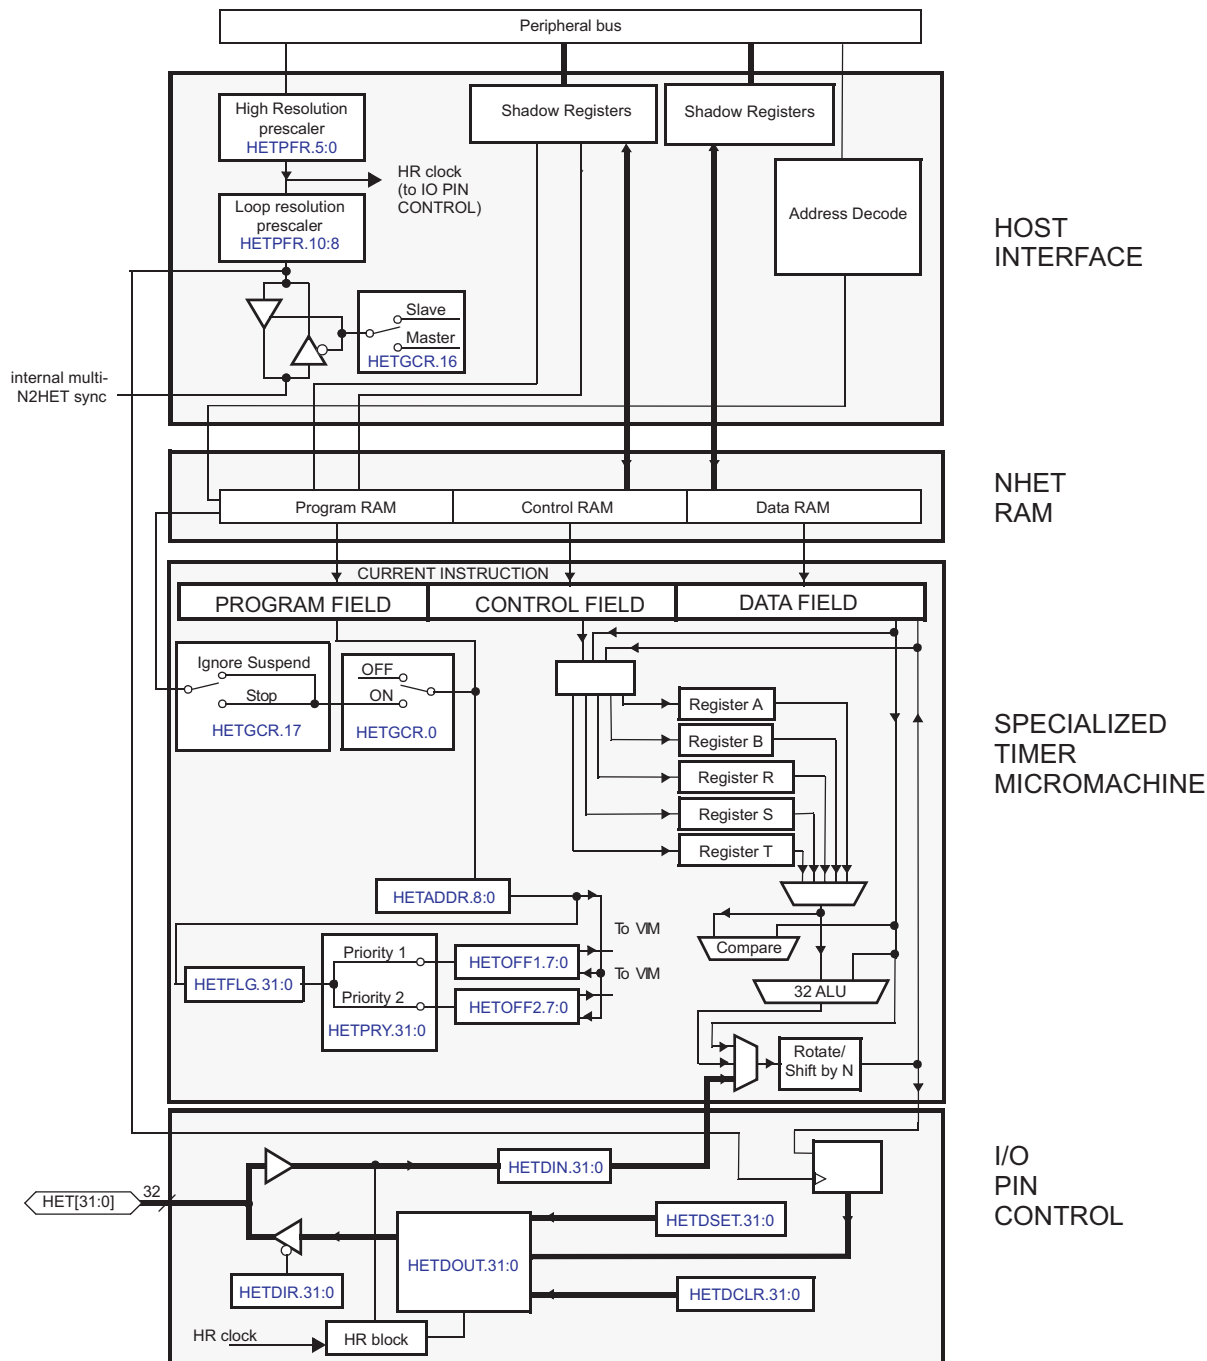 Peripheral bus
High Resolution
prescaler
HETPFR.5:0
Shadow Registers
Shadow Registers
HR clock
(to IO PIN
CONTROL)
Loop resolution
prescaler
HETPFR.10:8
Address Decode
HOST
INTERFACE
Slave
Master
HETGCR.16
internal multi-
N2HET sync
NHET
RAM
Program RAM
Control RAM
Data RAM
CURRENT INSTRUCTION
PROGRAM FIELD
CONTROL FIELD
DATA FIELD
Ignore Suspend
Stop
HETGCR.17
OFF
ON
HETGCR.0
Register A
Register B
Register R
Register S
Register T
SPECIALIZED
TIMER
MICROMACHINE
HETADDR.8:0
To VIM
Compare
Priority 1
HETOFF1.7:0
To VIM
HETFLG.31:0
Priority 2
HETOFF2.7:0
HETPRY.31:0
32 ALU
Rotate/
Shift by N
I/O
PIN
CONTROL
HETDIN.31:0
HET[31:0]
32
HETDSET.31:0
HETDOUT.31:0
HETDIR.31:0
HETDCLR.31:0
HR clock
HR block